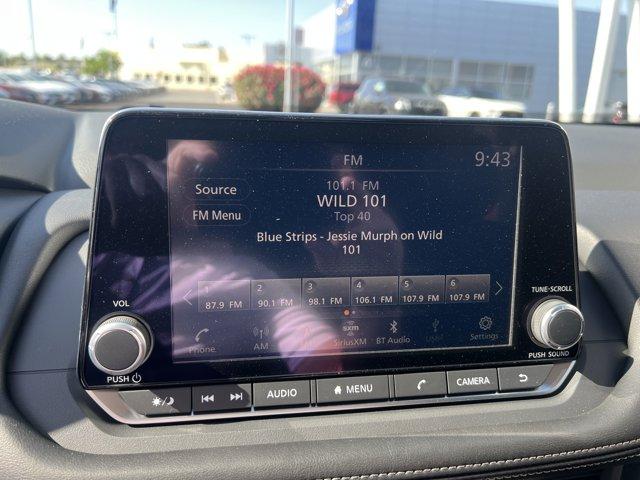 FM
9:43
Source
101.1 FM
WILD 101
FM Menu
Top 40
Blue Strips - Jessie Murph on Wild
101
1 2 3 4 5 6
87.9 FM 90.1 FM 98.1 FM 106.1 FM 107.9 FM 107.9 FM
TUNE·SCROLL
VOL
Phone AM SiriusXM BT Audio USB Settings
sxm
PUSH
PUSH SOUND
AUDIO MENU CAMERA